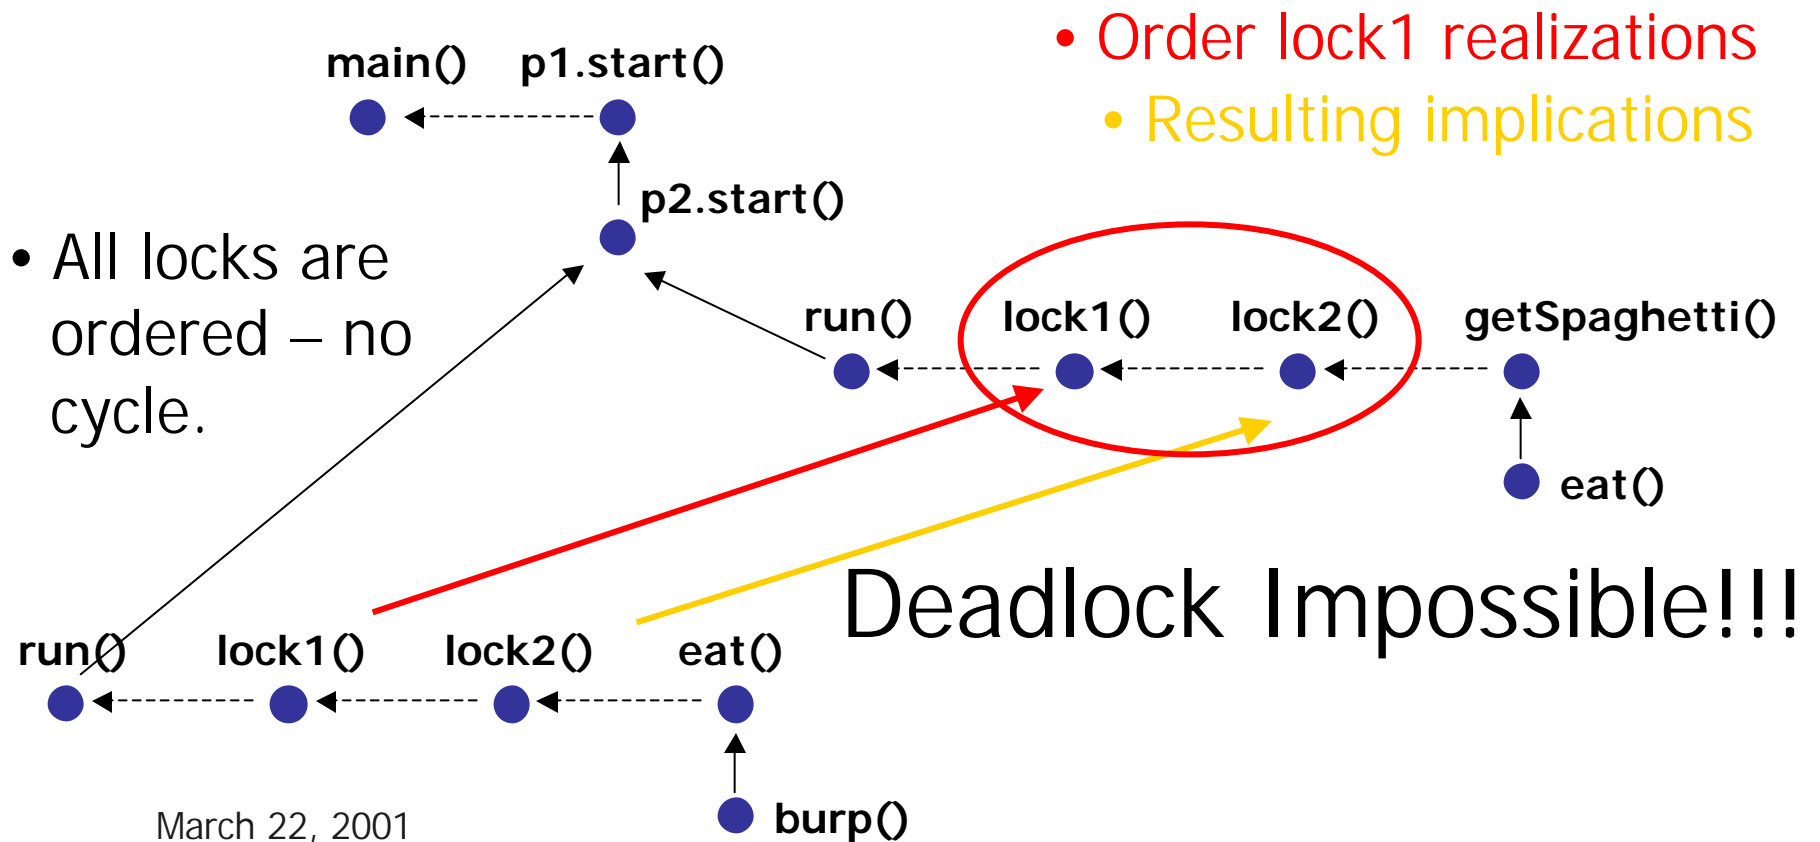 • Order lock1 realizations
• Resulting implications
main() p1.start()
p2.start()
• All locks are
ordered – no
cycle.
run() lock1() lock2() getSpaghetti()
eat()
Deadlock Impossible!!!
run() lock1() lock2() eat()
burp()
March 22, 2001